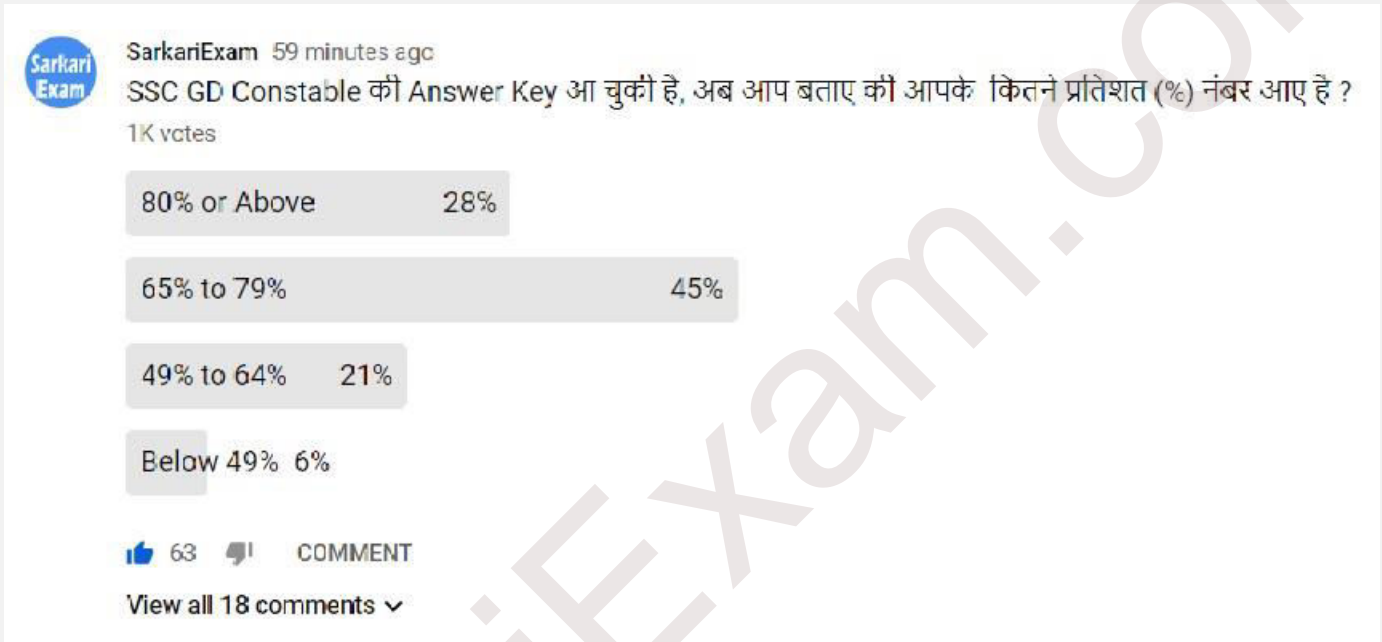 Sarkari
Exam
SarkariExam 59 minutes ago
SSC GD Constable की Answer Key आ चुकी है, अब आप बताए की आपके कितने प्रतिशत (%) नंबर आए है ?
1K votes
80% or Above 28%
65% to 79% 45%
49% to 64% 21%
Below 49% 6%
63 COMMENT
View all 18 comments
iExam.com